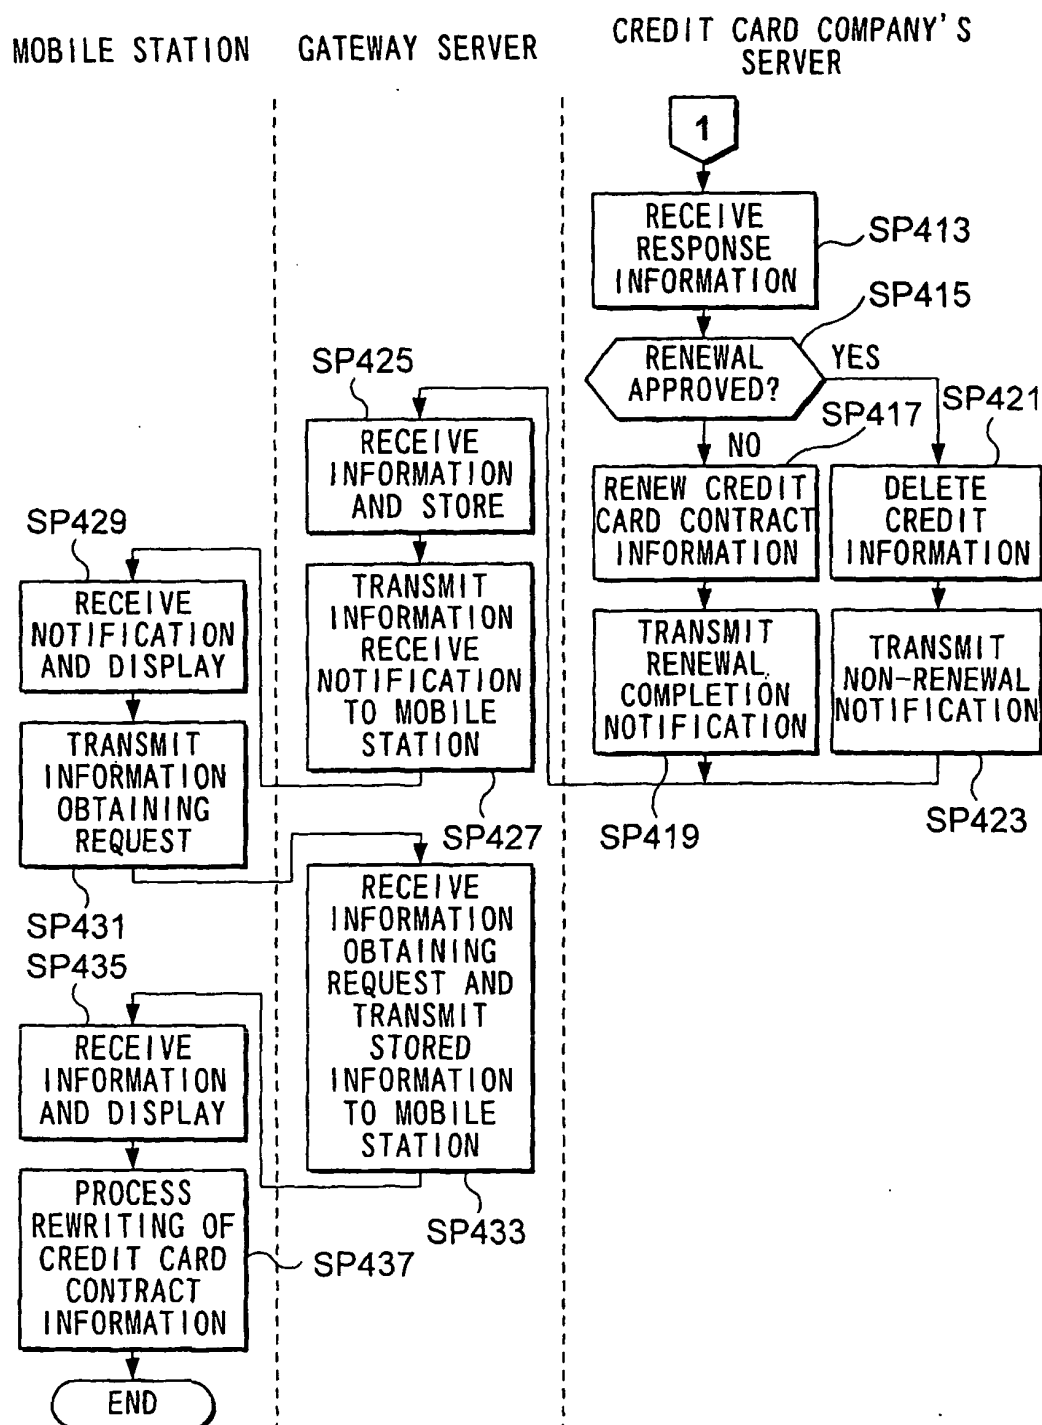 MOBILE STATION
GATEWAY SERVER
CREDIT CARD COMPANY'S
SERVER
1
RECEIVE
RESPONSE
INFORMATION
SP413
SP415
RENEWAL
APPROVED?
YES
NO
SP417
SP421
RENEW CREDIT
CARD CONTRACT
INFORMATION
DELETE
CREDIT
INFORMATION
TRANSMIT
RENEWAL
COMPLETION
NOTIFICATION
TRANSMIT
NON-RENEWAL
NOTIFICATION
SP419
SP423
SP425
RECEIVE
INFORMATION
AND STORE
TRANSMIT
INFORMATION
RECEIVE
NOTIFICATION
TO MOBILE
STATION
SP427
SP429
RECEIVE
NOTIFICATION
AND DISPLAY
TRANSMIT
INFORMATION
OBTAINING
REQUEST
SP431
RECEIVE
INFORMATION
OBTAINING
REQUEST AND
TRANSMIT
STORED
INFORMATION
TO MOBILE
STATION
SP433
SP435
RECEIVE
INFORMATION
AND DISPLAY
PROCESS
REWRITING OF
CREDIT CARD
CONTRACT
INFORMATION
SP437
END